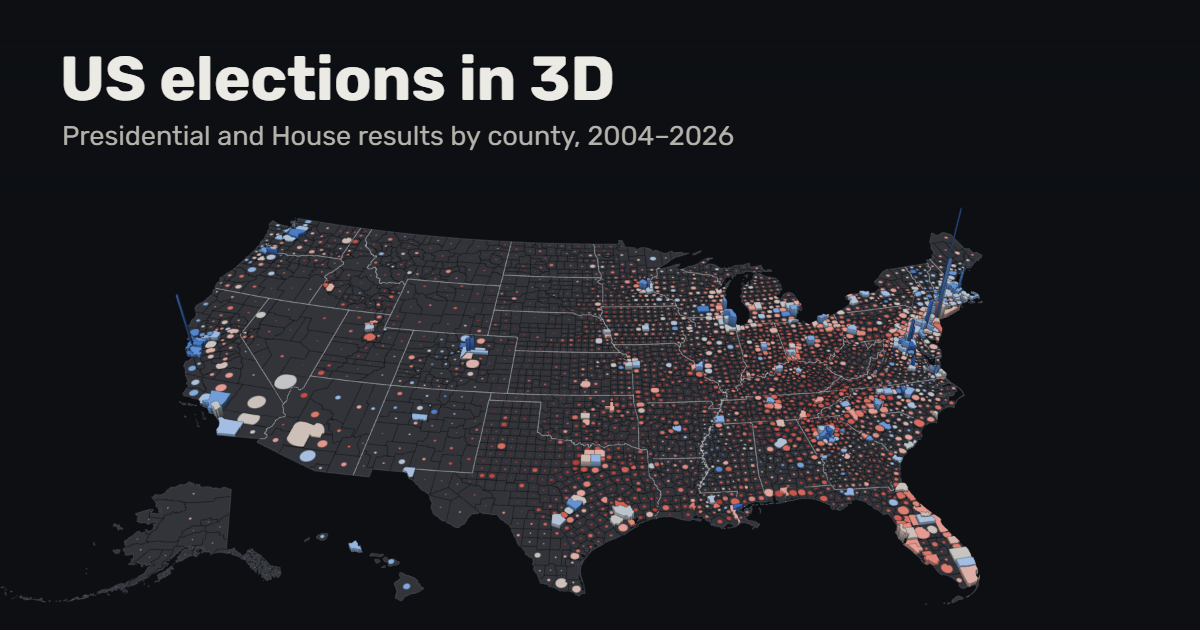 US elections in 3D
Presidential and House results by county, 2004–2026